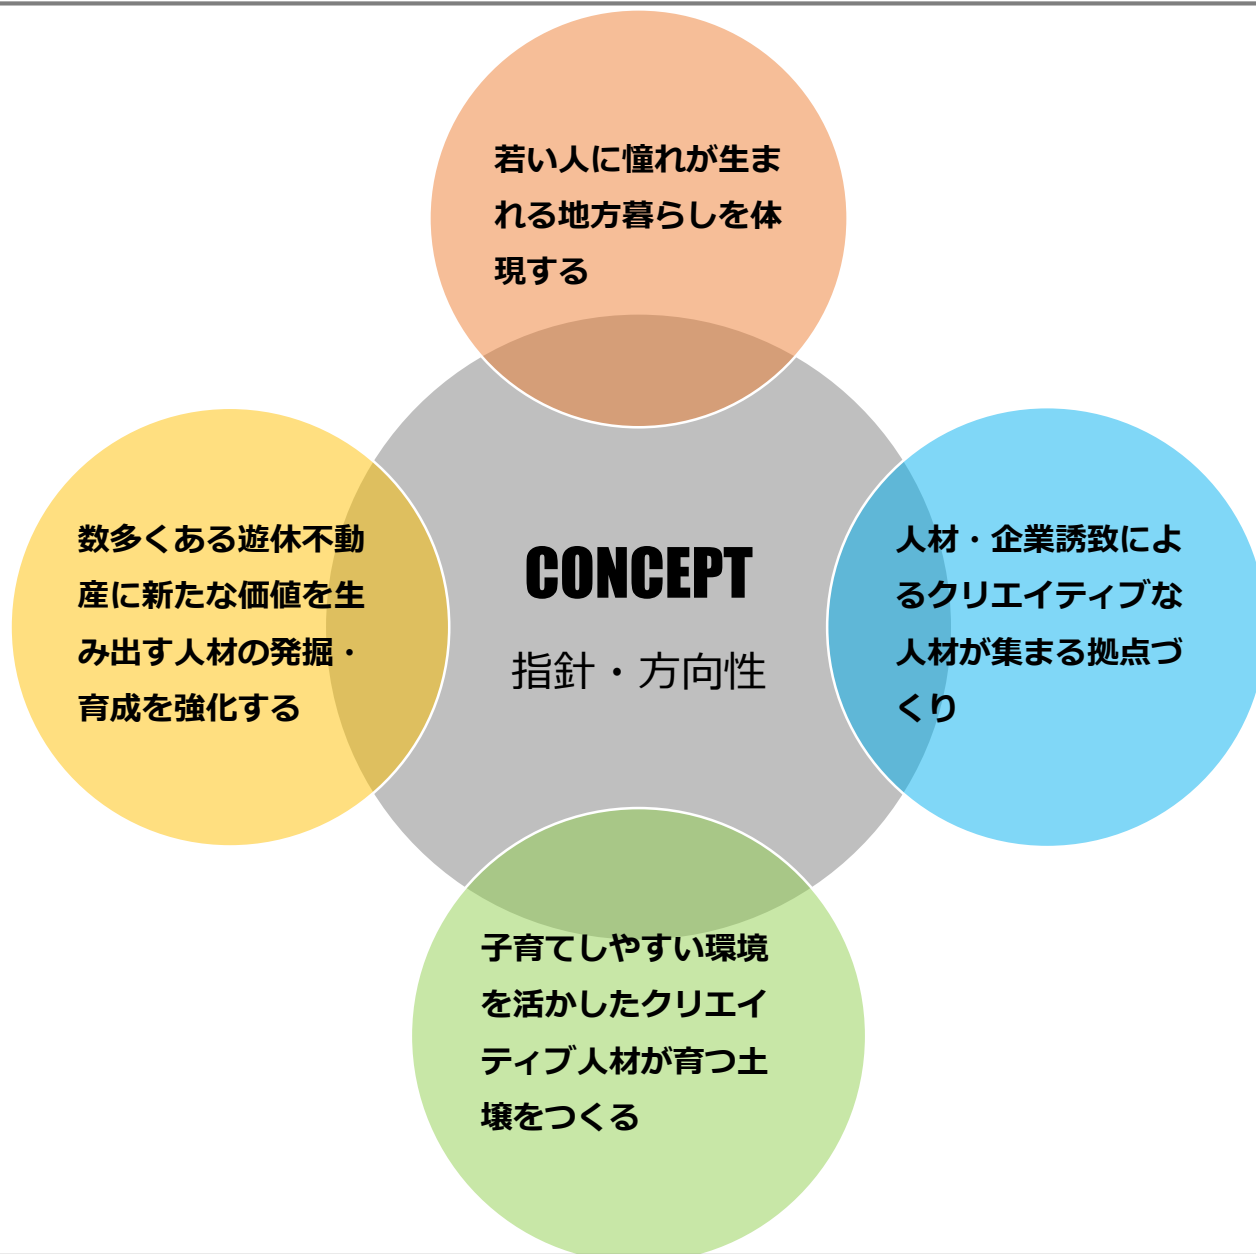 若い人に憧れが生ま
れる地方暮らしを体
現する
数多くある遊休不動
産に新たな価値を生
み出す人材の発掘・
育成を強化する
CONCEPT
指針・方向性
人材・企業誘致によ
るクリエイティブな
人材が集まる拠点づ
くり
子育てしやすい環境
を活かしたクリエイ
ティブ人材が育つ土
壌をつくる